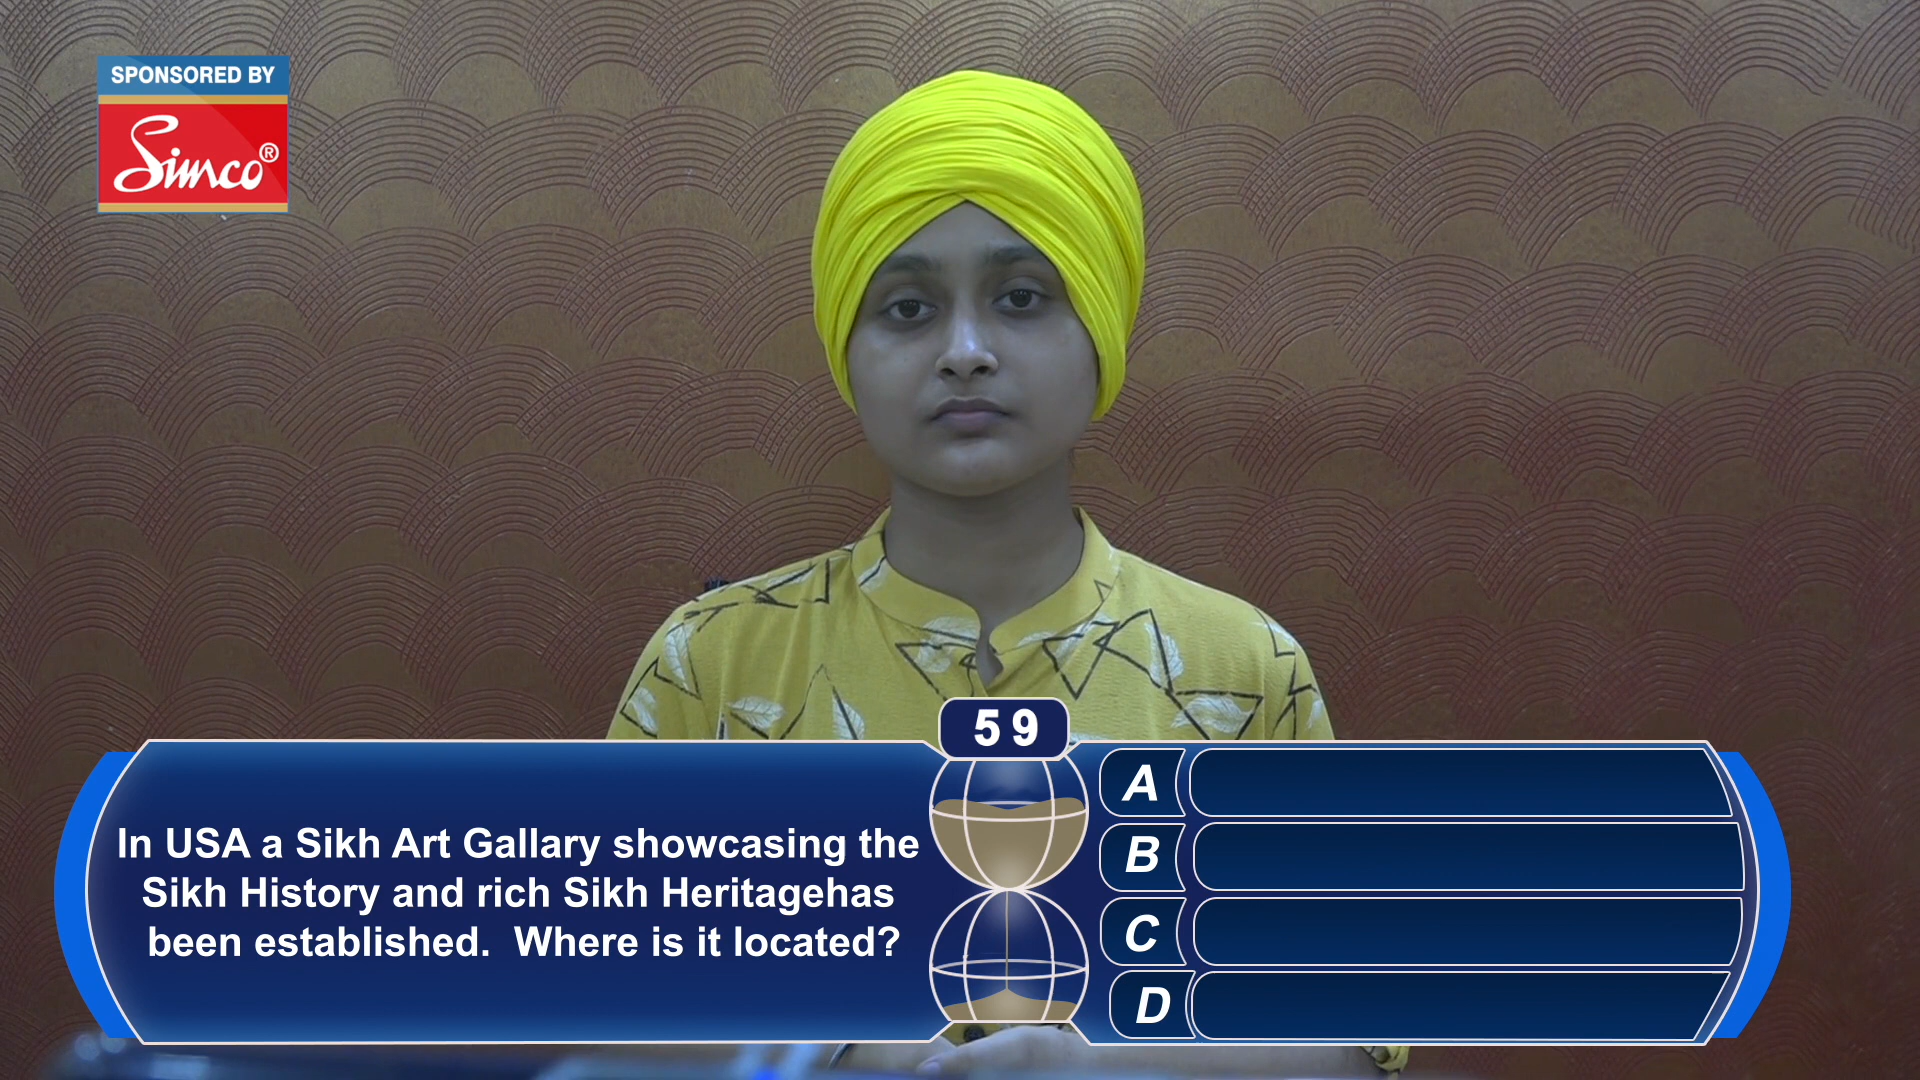 SPONSORED BY
Simco®
59
In USA a Sikh Art Gallary showcasing the
Sikh History and rich Sikh Heritagehas
been established.  Where is it located?
A
B
C
D